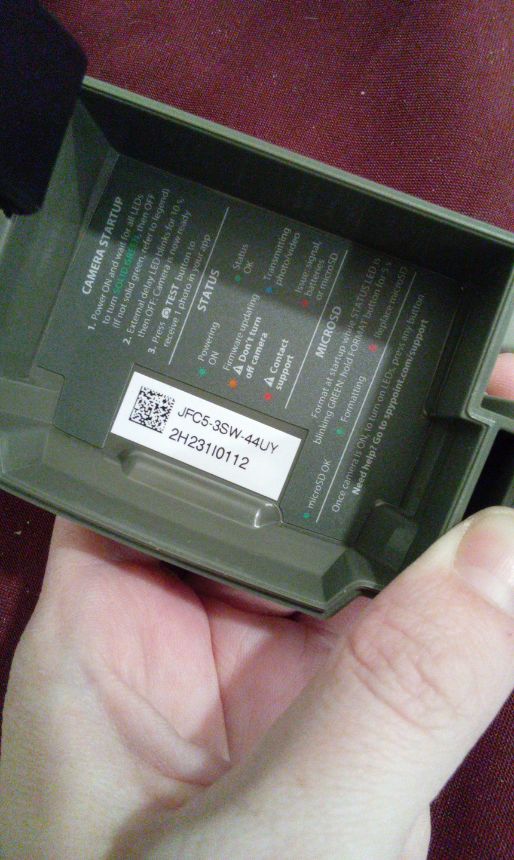 CAMERA STARTUP
1. Power ON and wait for all LEDs
to turn SOLID GREEN, then OFF
(if not solid green, refer to legend)
2. External delay LED blinks for 10 s
then OFF: Camera is now ready
3. Press TEST button to
receive 1 photo in your app
STATUS
Powering
ON
Status
OK
Firmware updating
Don't turn
off camera
Transmitting
photo/video
Contact
support
Issue: signal,
batteries
or microSD
MICROSD
Format at startup when STATUS LED is
blinking GREEN: hold FORMAT button for 5 s
microSD OK
Formatting
Replace microSD
Once camera is ON, to turn on LEDs, press any button
Need help? Go to spypoint.com/support
JFC5-3SW-44UY
2H231I0112